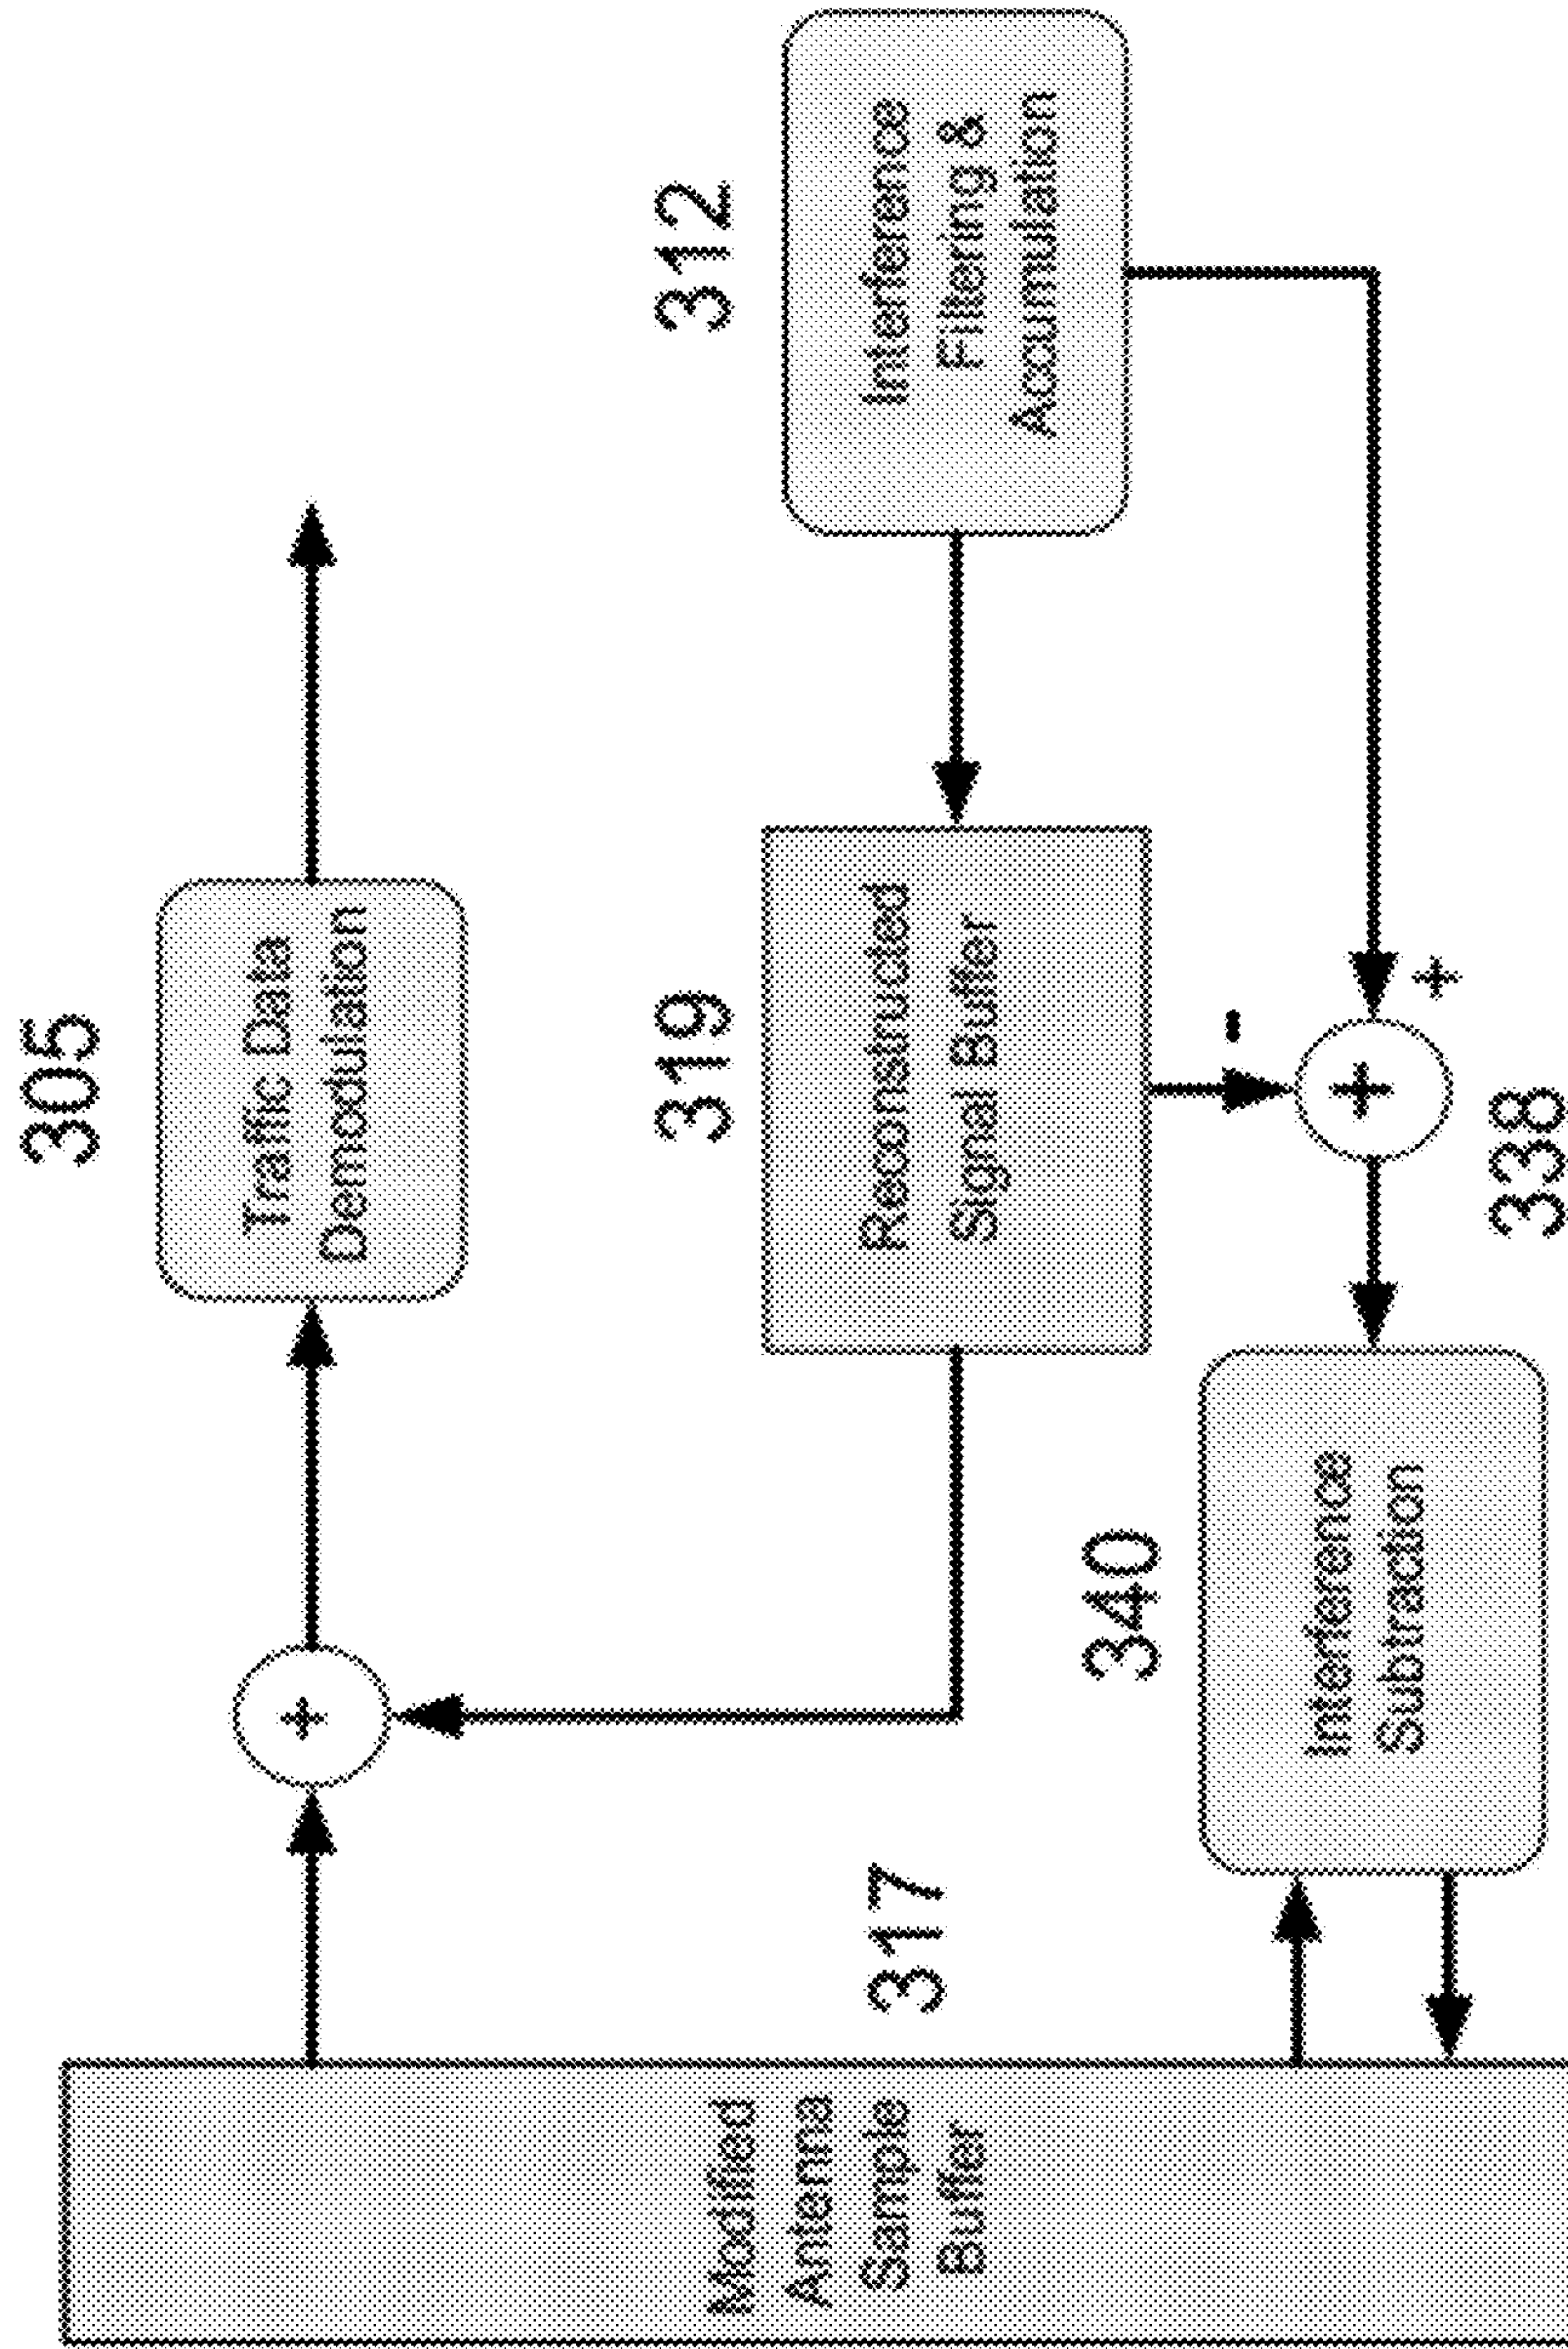 305
Traffic Data
Demodulation
+
312
Interference
Filtering &
Accumulation
319
Reconstructed
Signal Buffer
317
Modified
Antenna
Sample
Buffer
340
Interference
Subtraction
-
+
+
338